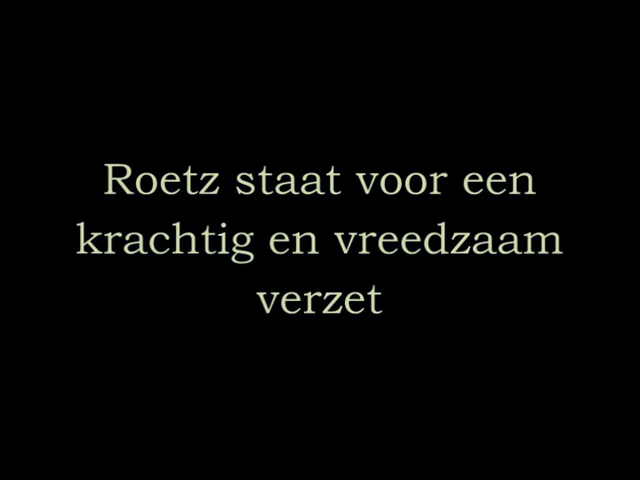 Roetz staat voor een
krachtig en vreedzaam
verzet